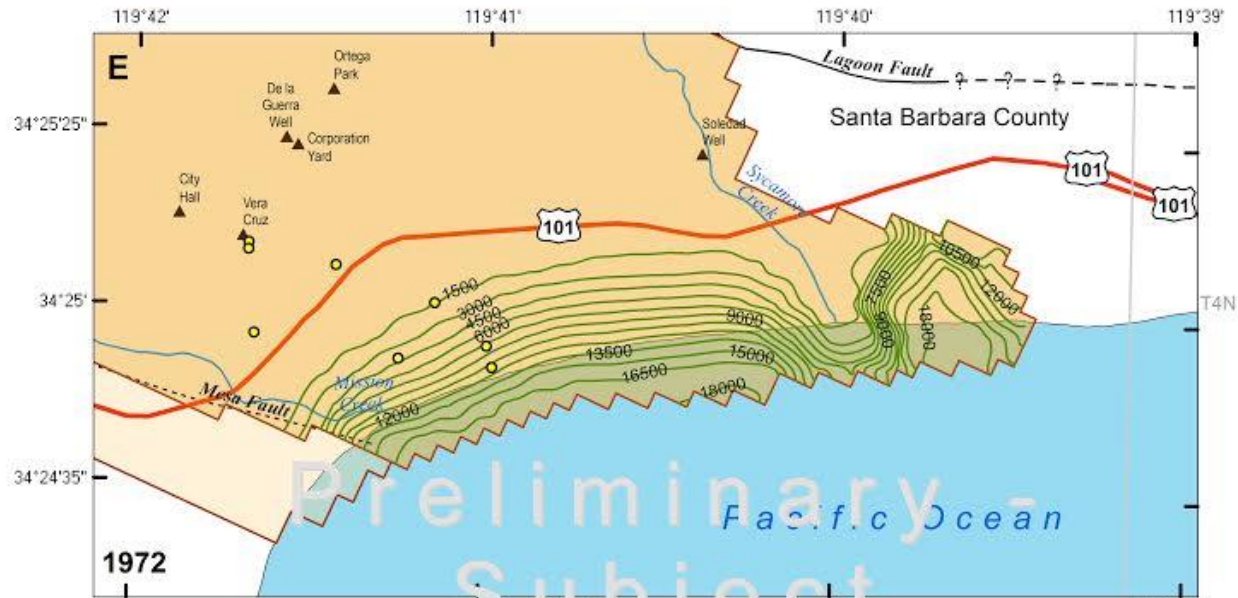 119°42' 119°41' 119°40' 119°39'
E
Ortega
Park
Lagoon Fault ? ? ?
De la
Guerra
Well
Santa Barbara County
34°25'25"
Corporation
Yard
Soledad
Well
101
City
Hall
Sycamore
Creek
101
Vera
Cruz
101
10500
1500
7500
12000
34°25'
3000
T4N
4500
6000
9000
9000
18000
13500
15000
16500
Mission
Creek
18000
Mesa Fault
12000
34°24'35"
Preliminary -
Pacific Ocean
1972
Subject